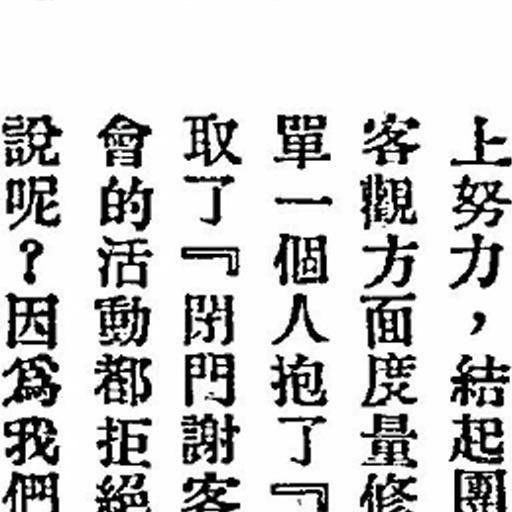 上努力，結起團
客觀方面度量修
單一個人抱了『
取了『閉門謝客
會的活動都拒絕
說呢？因爲我們